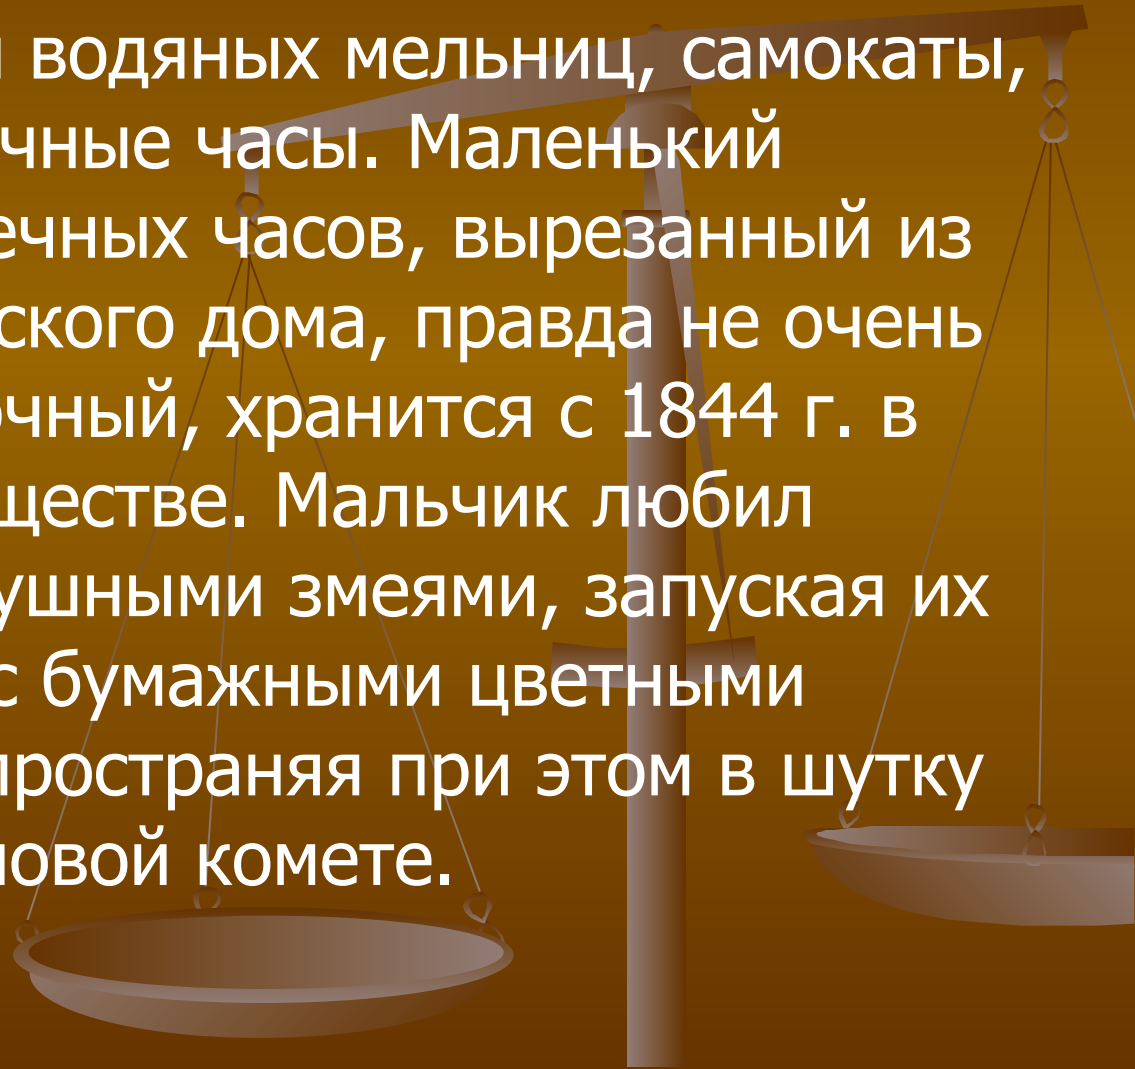 водяных мельниц, самокаты,
чные часы. Маленький
ечных часов, вырезанный из
ского дома, правда не очень
чный, хранится с 1844 г. в
ществе. Мальчик любил
ушными змеями, запуская их
с бумажными цветными
пространяя при этом в шутку
новой комете.